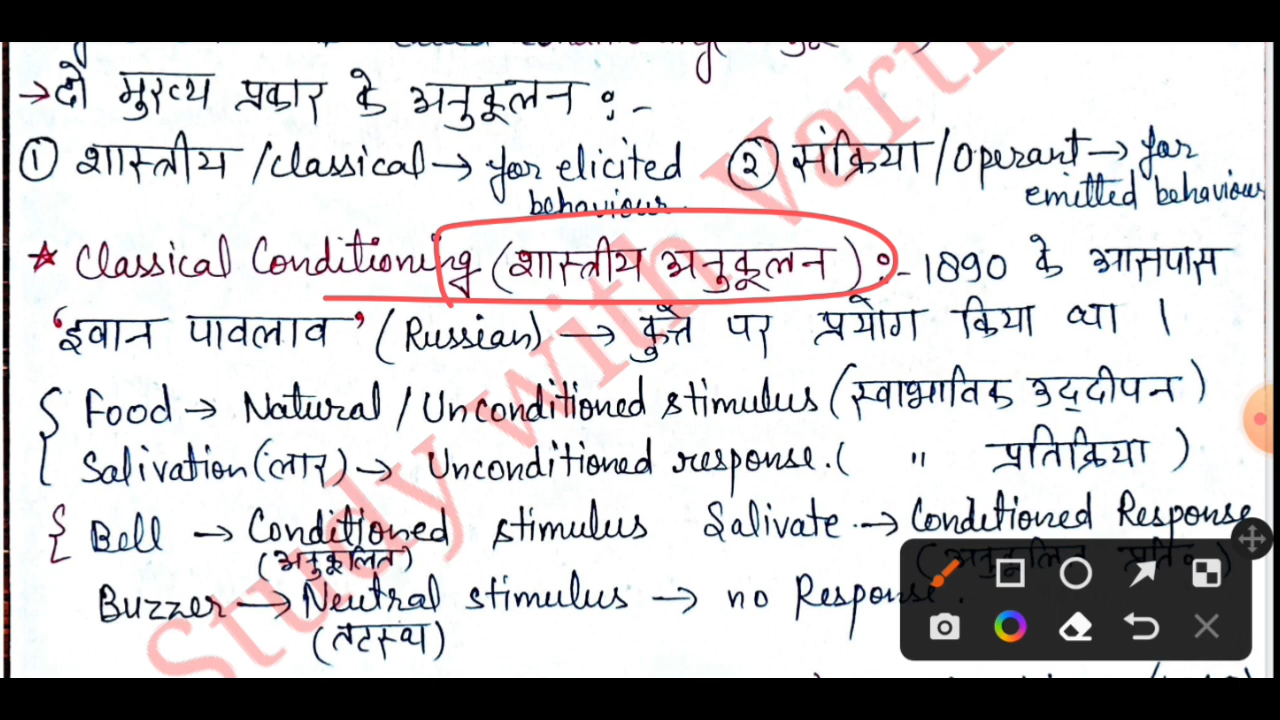 → दो मुख्य प्रकार के अनुकूलन :-
① शास्त्रीय /classical → for elicited behaviour.
② संक्रिया/Operant → for emitted behaviour
★ Classical Conditioning (शास्त्रीय अनुकूलन) :- 1890 के आसपास
'इवान पावलाव' (Russian) → कुत्ते पर प्रयोग किया था ।
Food → Natural / Unconditioned stimulus (स्वाभाविक उद्दीपन)
Salivation (लार) → Unconditioned response. ( " प्रतिक्रिया )
Bell → Conditioned stimulus Salivate → Conditioned Response
(अनुकूलित) (अनुकूलित
Buzzer → Neutral stimulus → no Response.
(तटस्थ)
Study with Varti